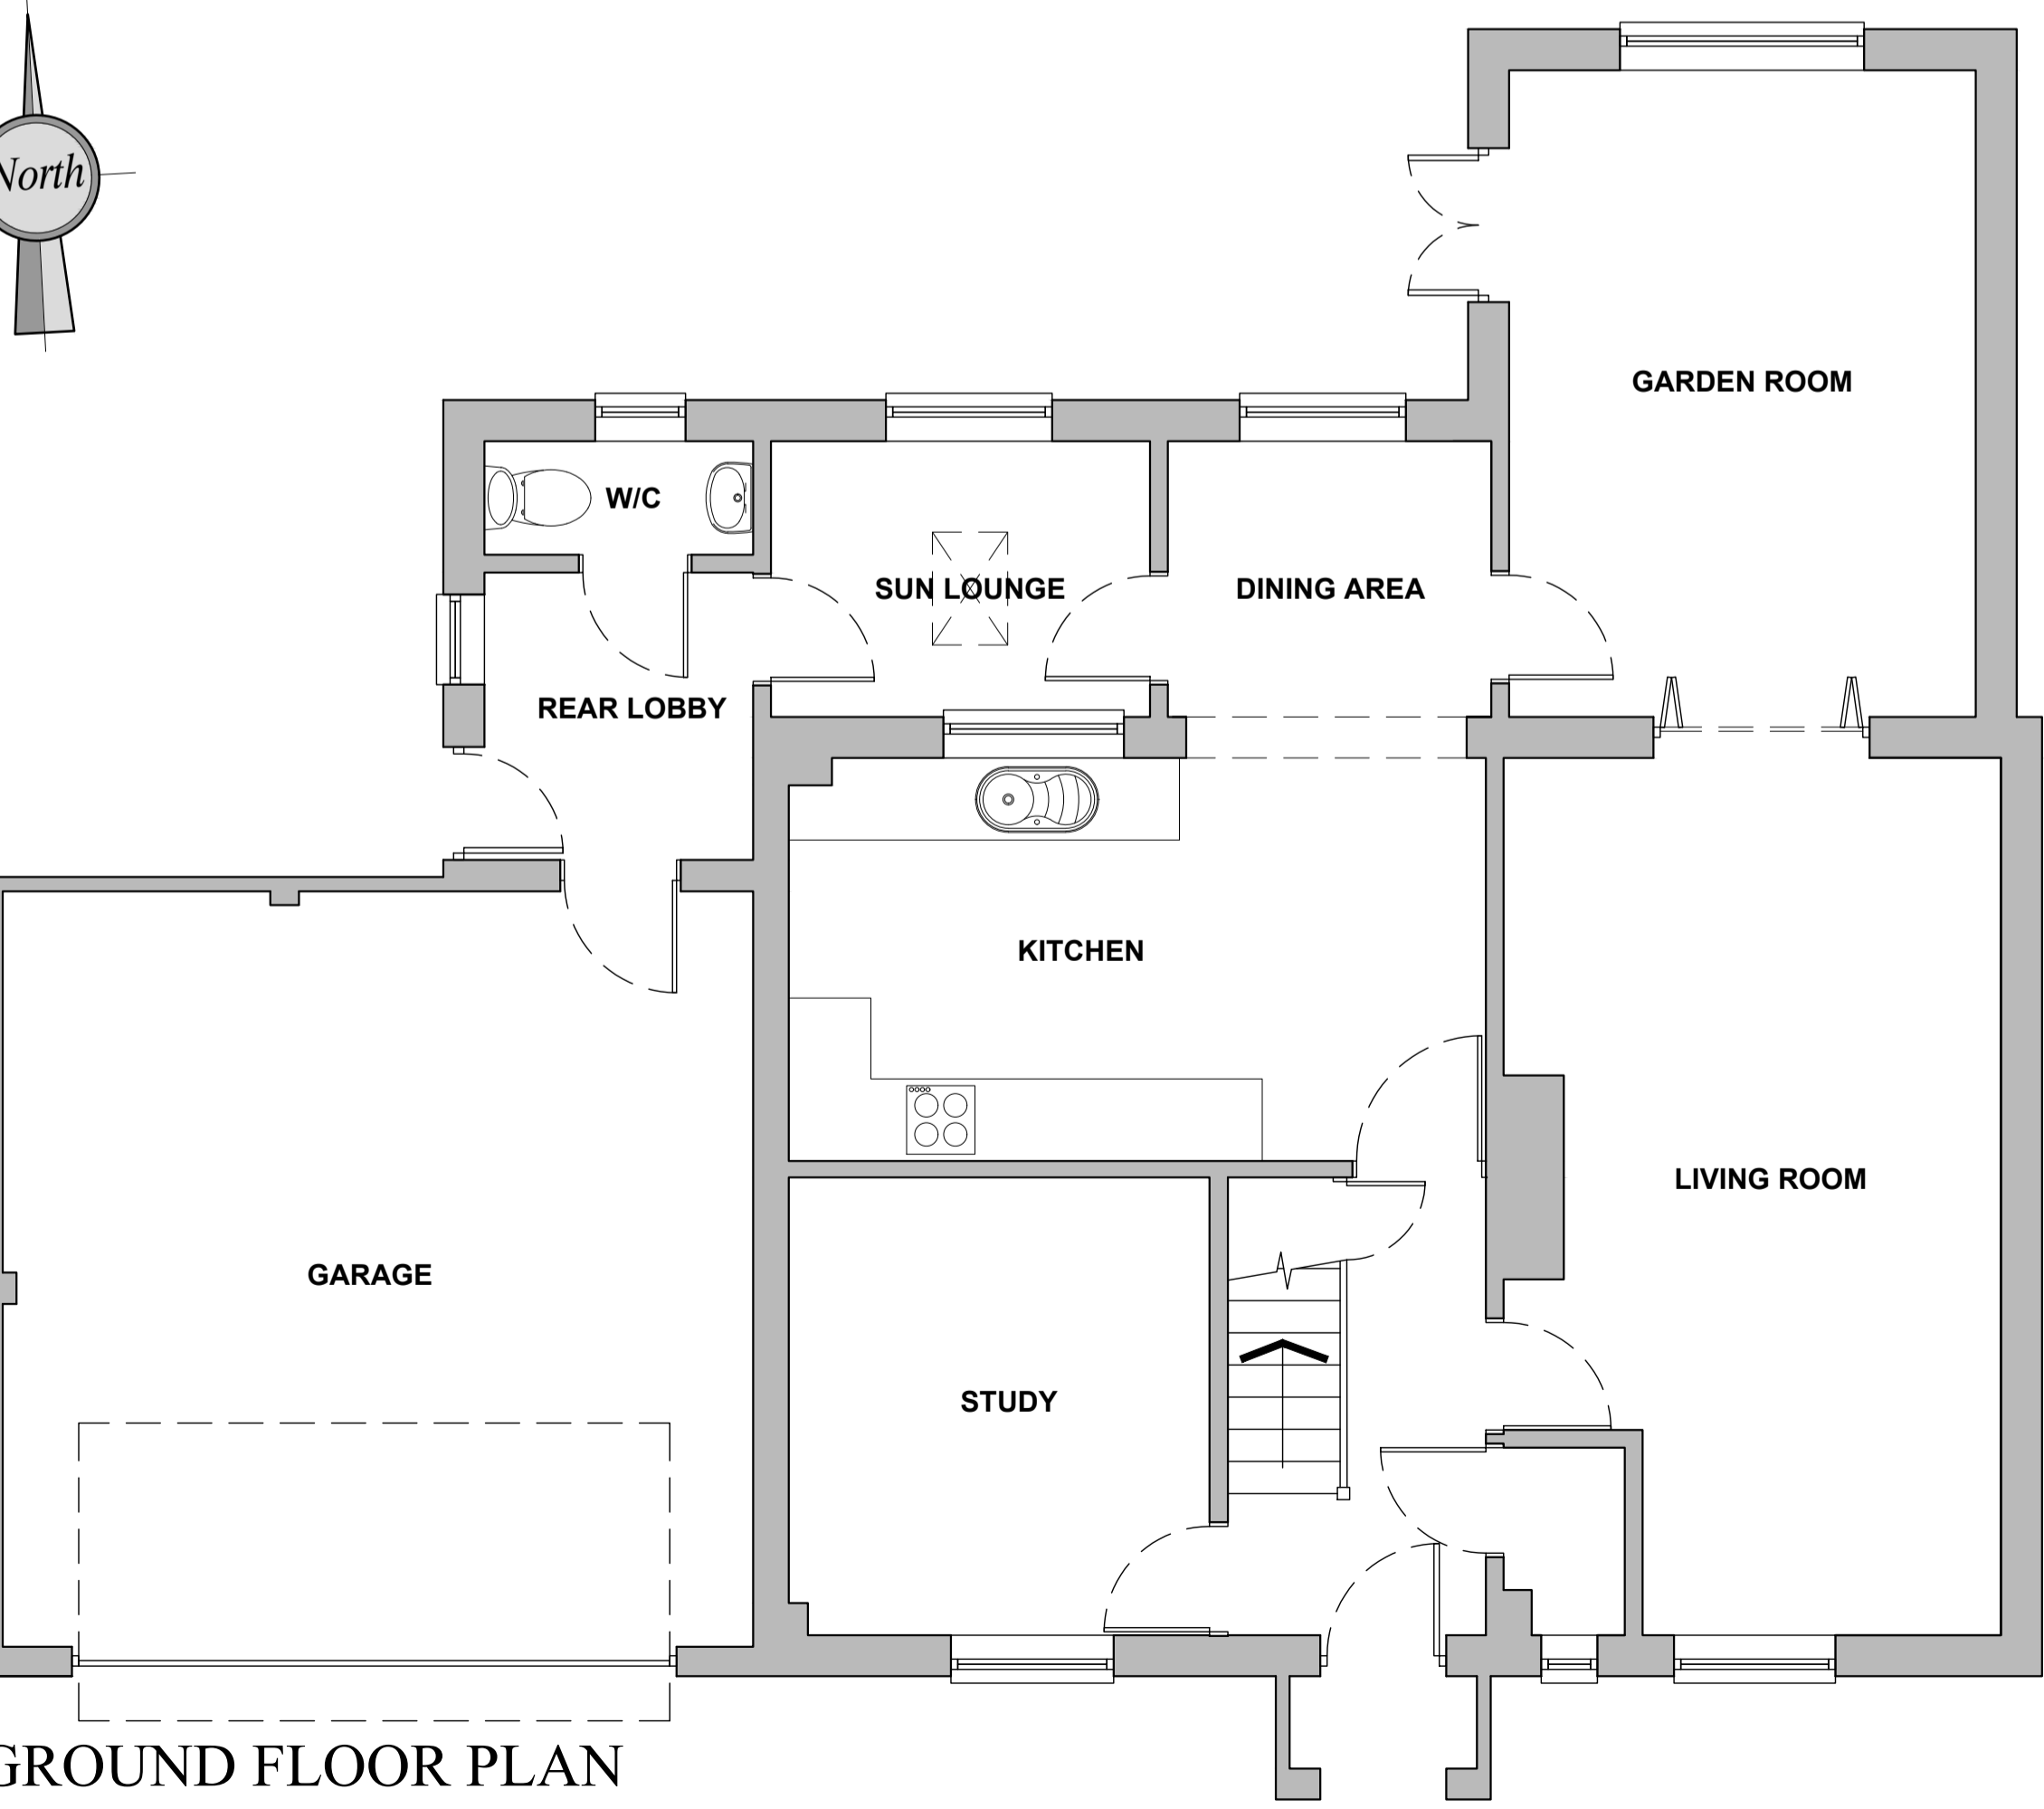 North
GARDEN ROOM
W/C
SUN LOUNGE
DINING AREA
REAR LOBBY
KITCHEN
LIVING ROOM
GARAGE
STUDY
GROUND FLOOR PLAN